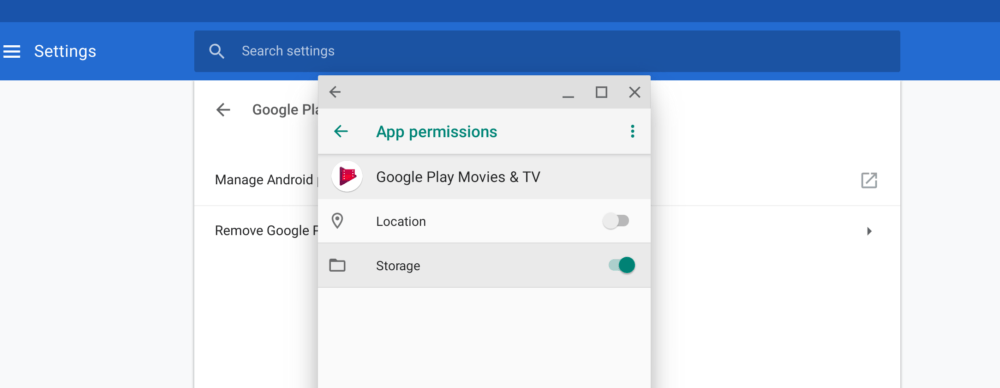 Settings
Search settings
Google Pla
App permissions
Manage Android
Google Play Movies & TV
Location
Remove Google
Storage